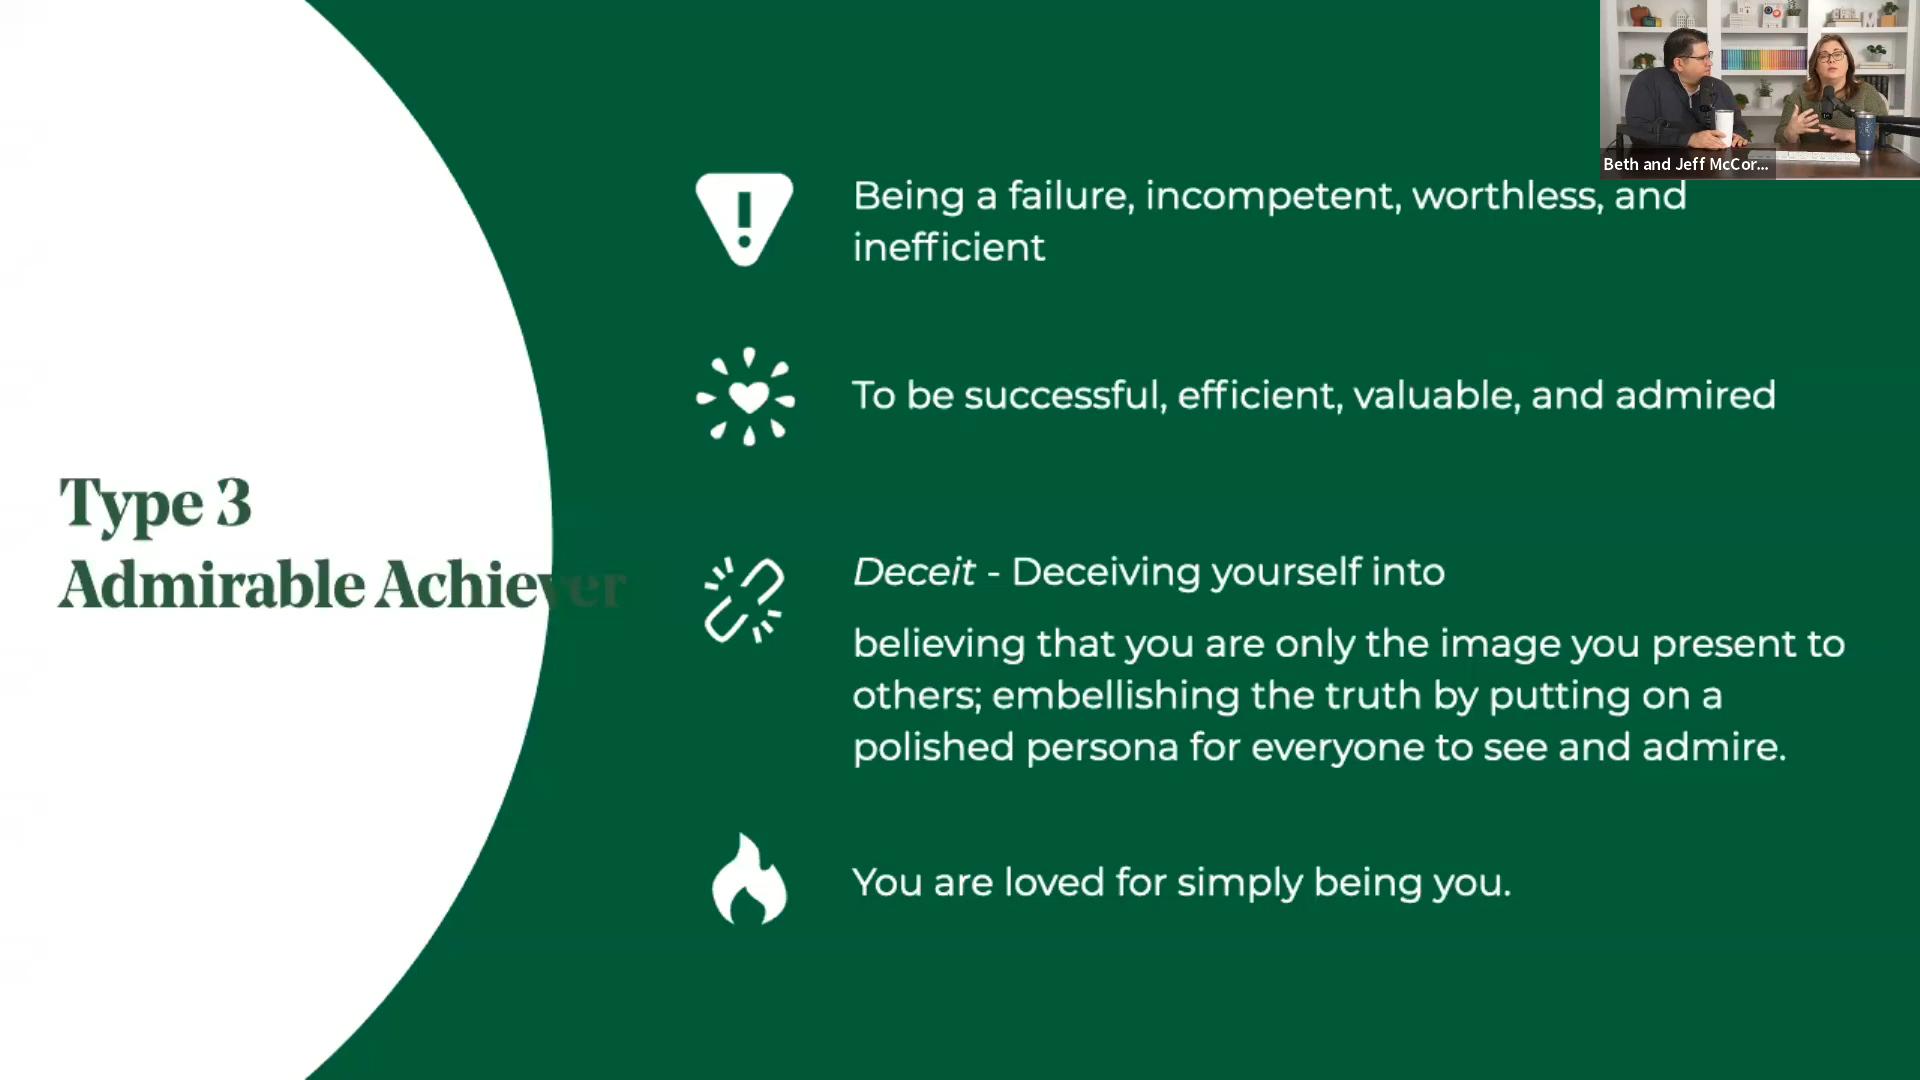 Beth and Jeff McCor...
Being a failure, incompetent, worthless, and
inefficient
To be successful, efficient, valuable, and admired
Type 3
Admirable Achiever
Deceit - Deceiving yourself into
believing that you are only the image you present to
others; embellishing the truth by putting on a
polished persona for everyone to see and admire.
You are loved for simply being you.